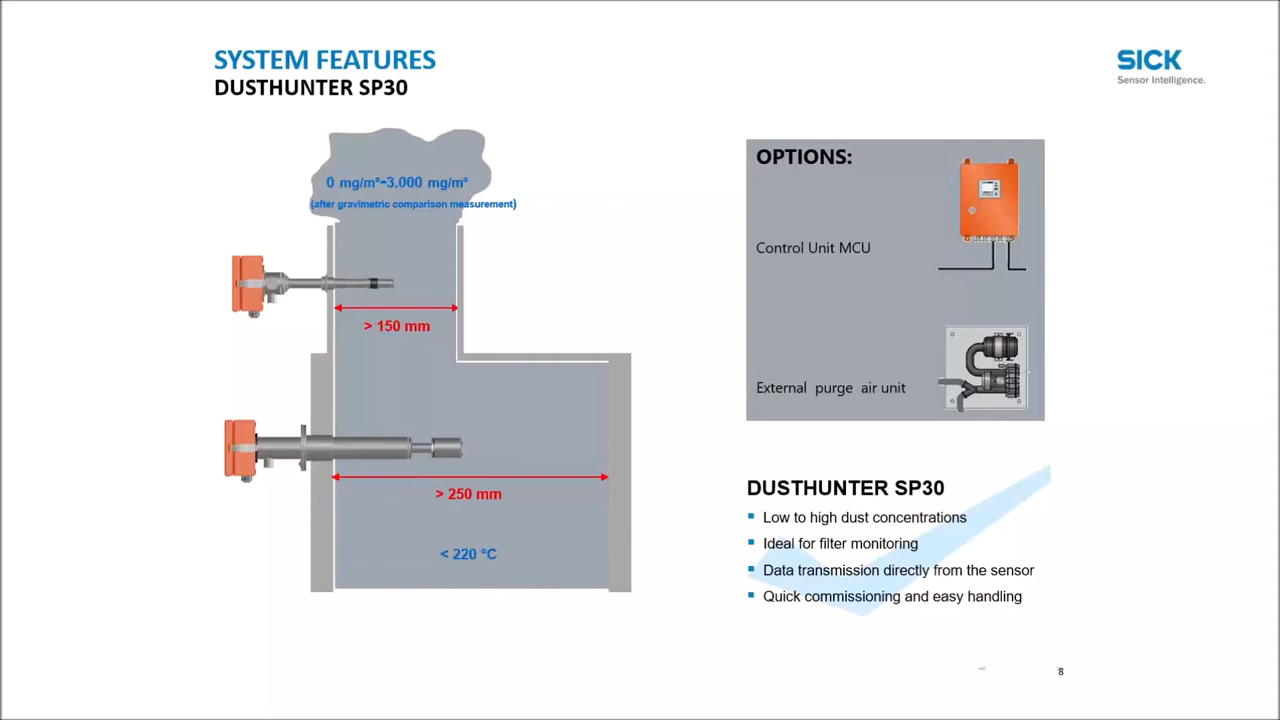 SYSTEM FEATURES
DUSTHUNTER SP30
SICK
Sensor Intelligence.
0 mg/m³-3.000 mg/m³
(after gravimetric comparison measurement)
> 150 mm
> 250 mm
< 220 °C
OPTIONS:
Control Unit MCU
External purge air unit
DUSTHUNTER SP30
Low to high dust concentrations
Ideal for filter monitoring
Data transmission directly from the sensor
Quick commissioning and easy handling
8